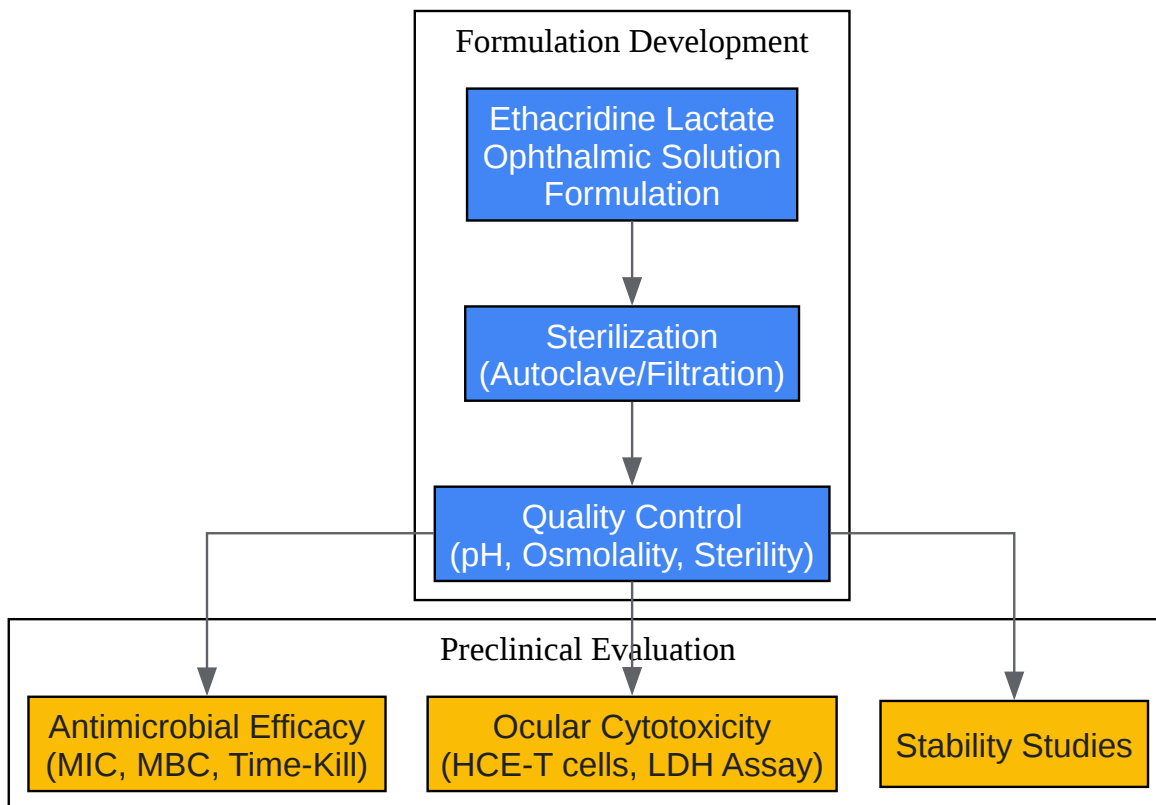 Formulation Development
Ethacridine Lactate
Ophthalmic Solution
Formulation
Sterilization
(Autoclave/Filtration)
Quality Control
(pH, Osmolality, Sterility)
Preclinical Evaluation
Antimicrobial Efficacy
(MIC, MBC, Time-Kill)
Ocular Cytotoxicity
(HCE-T cells, LDH Assay)
Stability Studies